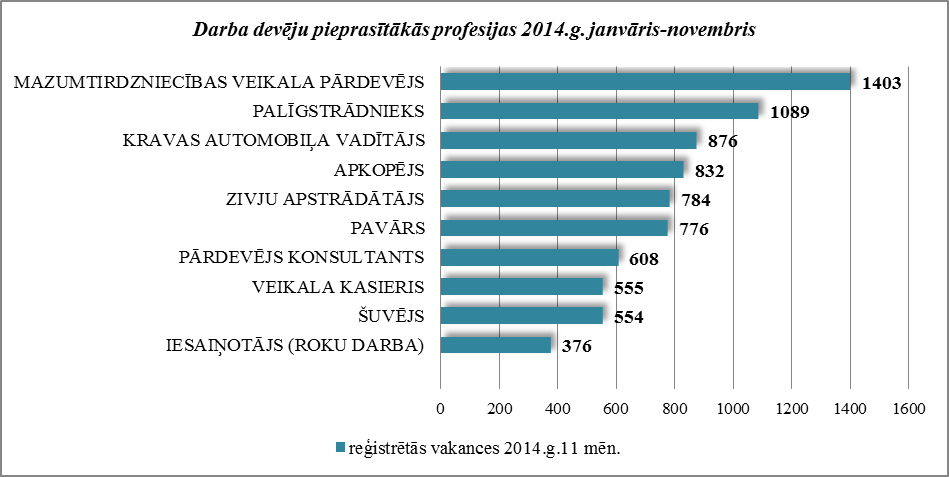 Darba devēju pieprasītākās profesijas 2014.g. janvāris-novembris
MAZUMTIRDZNIECĪBAS VEIKALA PĀRDEVĒJS 1403
PALĪGSTRĀDNIEKS 1089
KRAVAS AUTOMOBIĻA VADĪTĀJS 876
APKOPĒJS 832
ZIVJU APSTRĀDĀTĀJS 784
PAVĀRS 776
PĀRDEVĒJS KONSULTANTS 608
VEIKALA KASIERIS 555
ŠUVĒJS 554
IESAIŅOTĀJS (ROKU DARBA) 376
0 200 400 600 800 1000 1200 1400 1600
reģistrētās vakances 2014.g.11 mēn.